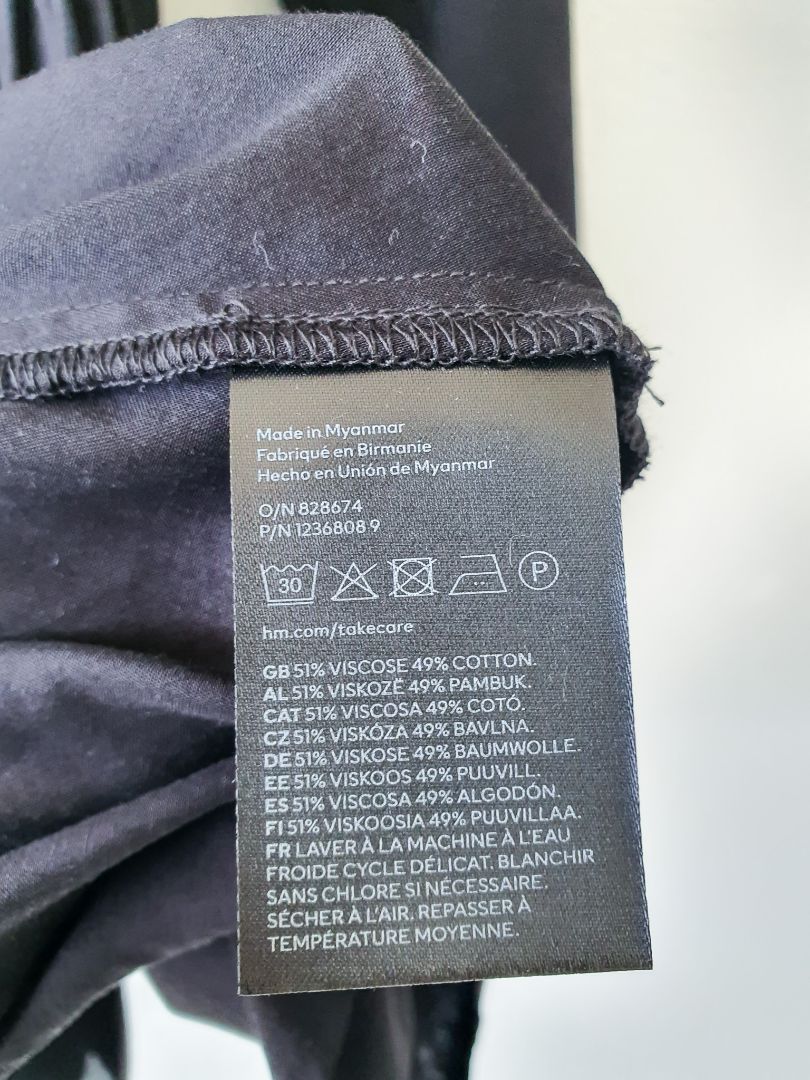 Made in Myanmar
Fabriqué en Birmanie
Hecho en Unión de Myanmar
O/N 828674
P/N 1236808 9
30 P
hm.com/takecare
GB 51% VISCOSE 49% COTTON.
AL 51% VISKOZË 49% PAMBUK.
CAT 51% VISCOSA 49% COTÓ.
CZ 51% VISKÓZA 49% BAVLNA.
DE 51% VISKOSE 49% BAUMWOLLE.
EE 51% VISKOOS 49% PUUVILL.
ES 51% VISCOSA 49% ALGODÓN.
FI 51% VISKOOSIA 49% PUUVILLAA.
FR LAVER À LA MACHINE À L'EAU
FROIDE CYCLE DÉLICAT. BLANCHIR
SANS CHLORE SI NÉCESSAIRE.
SÉCHER À L'AIR. REPASSER À
TEMPÉRATURE MOYENNE.